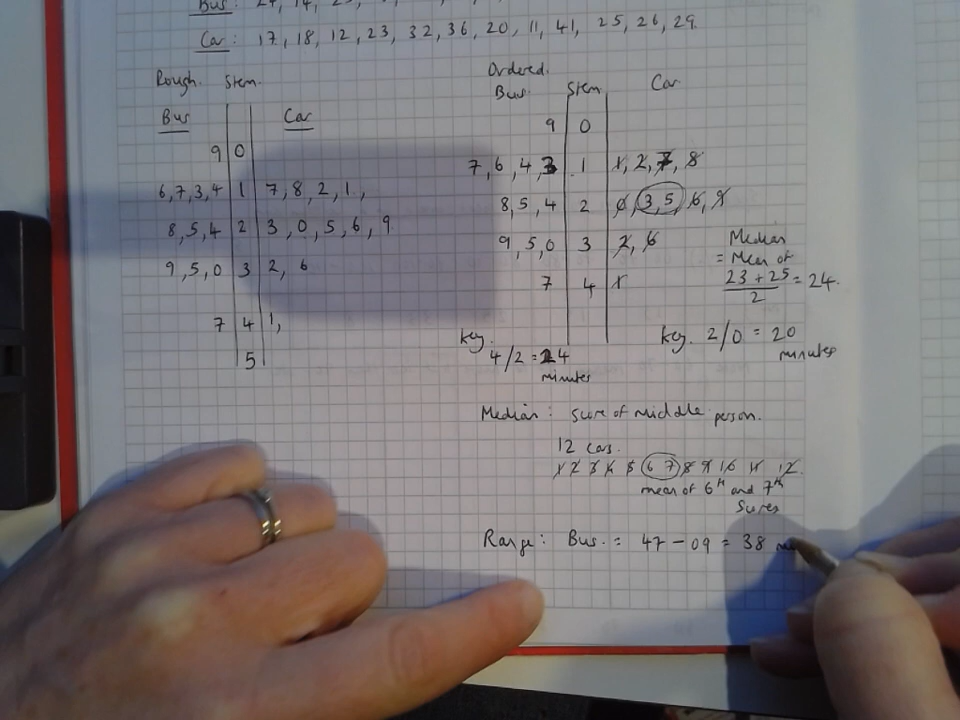 Bus: 24, 14, 25,
Car: 17, 18, 12, 23, 32, 36, 20, 11, 41, 25, 26, 29.
Rough. Stem.
Bus Car
9 0
6,7,3,4 1 7,8,2,1,
8,5,4 2 3,0,5,6,9
9,5,0 3 2,6
7 4 1,
5
Ordered.
Bus Stem Car
9 0
7,6,4,3 1 1,2,7,8
8,5,4 2 0,3,5,6,9
9,5,0 3 2,6
7 4 1
Median
= Mean of
23 + 25 = 24.
2
Key. 4/2 = 24
minutes
Key. 2/0 = 20
minutes
Median: Score of middle person.
12 cars.
1 2 3 4 5 6 7 8 9 10 11 12.
mean of 6th and 7th
Scores
Range: Bus. = 47 - 09 = 38